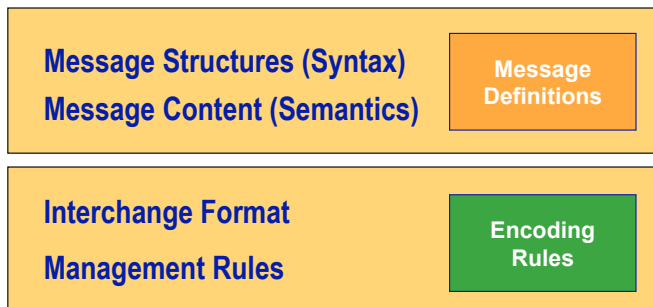 Message Structures (Syntax)
Message Content (Semantics)
Message
Definitions
Interchange Format
Management Rules
Encoding
Rules